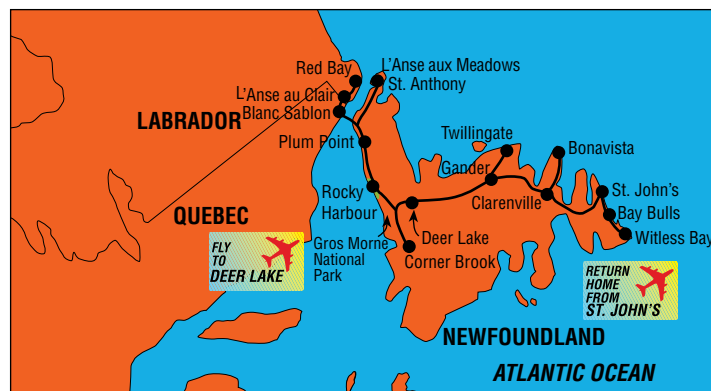 Red Bay
L'Anse aux Meadows
St. Anthony
L'Anse au Clair
Blanc Sablon
LABRADOR
Twillingate
Plum Point
Bonavista
Gander
Rocky
Harbour
Clarenville
St. John's
QUEBEC
Bay Bulls
Witless Bay
FLY
TO
DEER LAKE
Gros Morne
National
Park
Deer Lake
Corner Brook
RETURN
HOME
FROM
ST. JOHN'S
NEWFOUNDLAND
ATLANTIC OCEAN